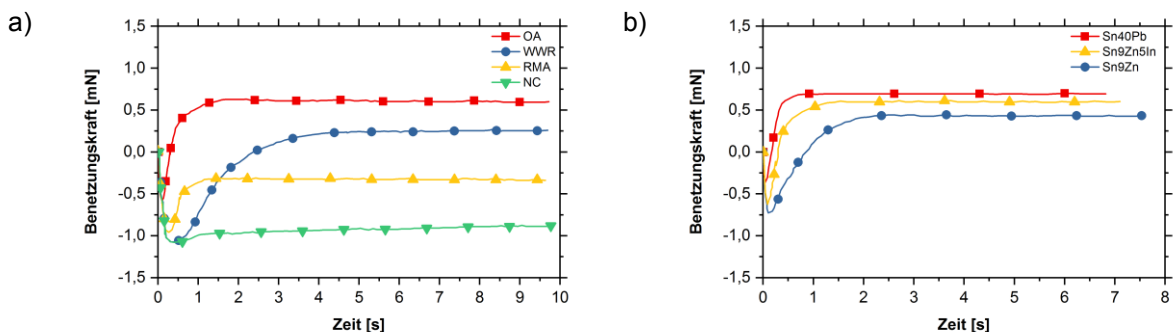 a)
1,5
1,0
0,5
0,0
-0,5
-1,0
-1,5
Benetzungskraft [mN]
OA
WWR
RMA
NC
0 1 2 3 4 5 6 7 8 9 10
Zeit [s]
b)
1,5
1,0
0,5
0,0
-0,5
-1,0
-1,5
Benetzungskraft [mN]
Sn40Pb
Sn9Zn5In
Sn9Zn
0 1 2 3 4 5 6 7 8
Zeit [s]